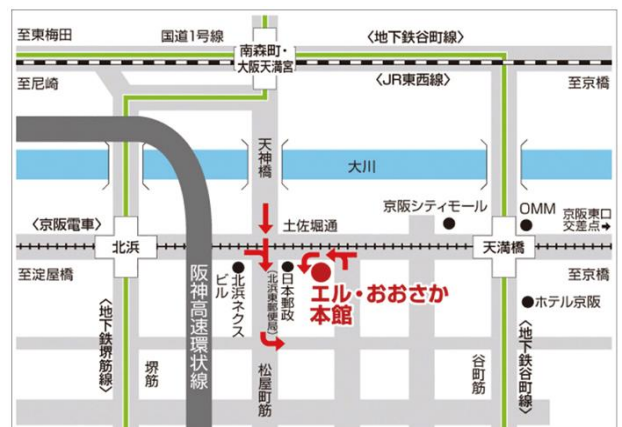 至東梅田
国道1号線
南森町・
大阪天満宮
〈地下鉄谷町線〉
至尼崎
〈JR東西線〉
至京橋
天神橋
大川
京阪シティモール
OMM
京阪東口
交差点➡
〈京阪電車〉
土佐堀通
北浜
天満橋
至淀屋橋
至京橋
阪神高速環状線
北浜ネクス
ビル
日本郵政
(北浜東郵便局)
エル・おおさか
本館
ホテル京阪
〈地下鉄堺筋線〉
堺筋
松屋町筋
谷町筋
〈地下鉄谷町線〉